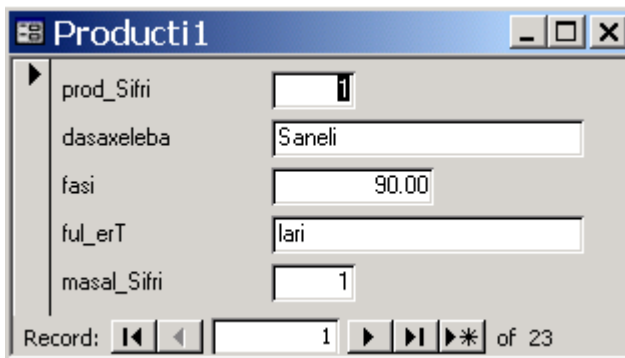 Producti1
prod_Sifri 1
dasaxeleba Saneli
fasi 90.00
ful_erT lari
masal_Sifri 1
Record: 1 of 23